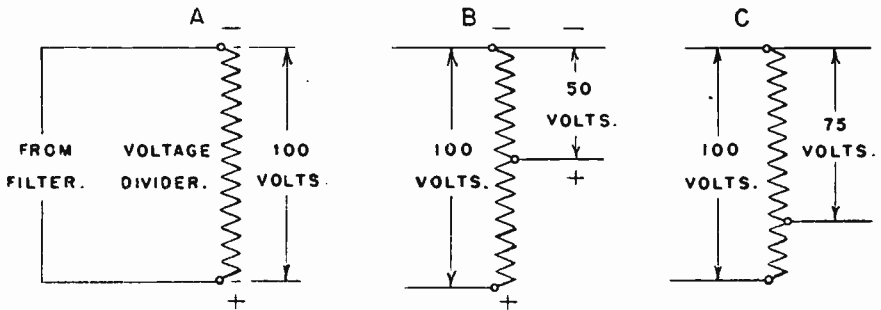 A
−
FROM
FILTER.
VOLTAGE
DIVIDER.
100
VOLTS.
+
B
− −
100
VOLTS.
50
VOLTS.
+
+
C
100
VOLTS.
75
VOLTS.